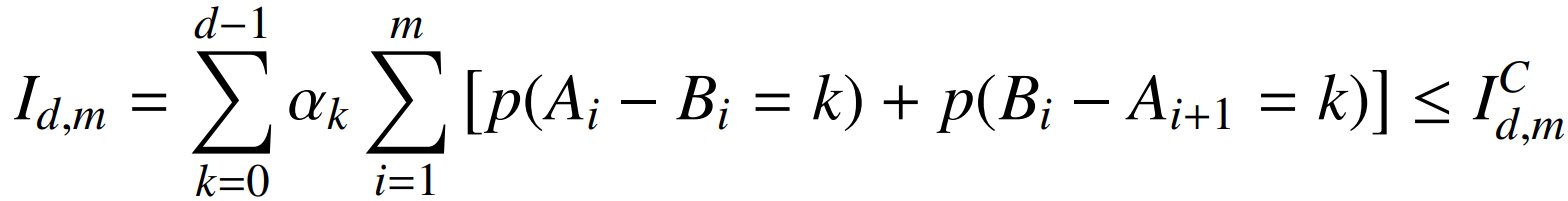 I_{d,m} = \sum_{k=0}^{d-1} \alpha_k \sum_{i=1}^{m} [p(A_i - B_i = k) + p(B_i - A_{i+1} = k)] \leq I_{d,m}^{C}